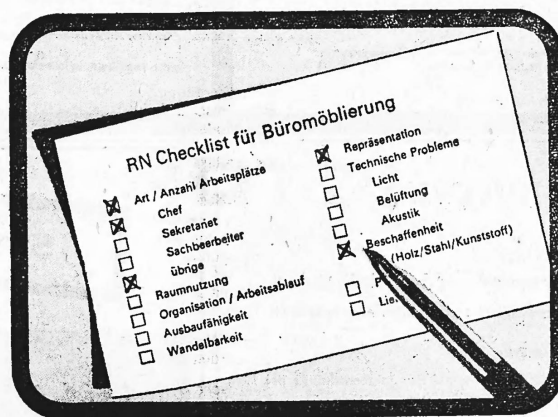 RN Checklist für Büromöblierung
Art / Anzahl Arbeitsplätze
Chef
Sekretariet
Sachbearbeiter
übrige
Raumnutzung
Organisation / Arbeitsablauf
Ausbaufähigkeit
Wandelbarkeit
Repräsentation
Technische Probleme
Licht
Belüftung
Akustik
Beschaffenheit
(Holz/Stahl/Kunststoff)